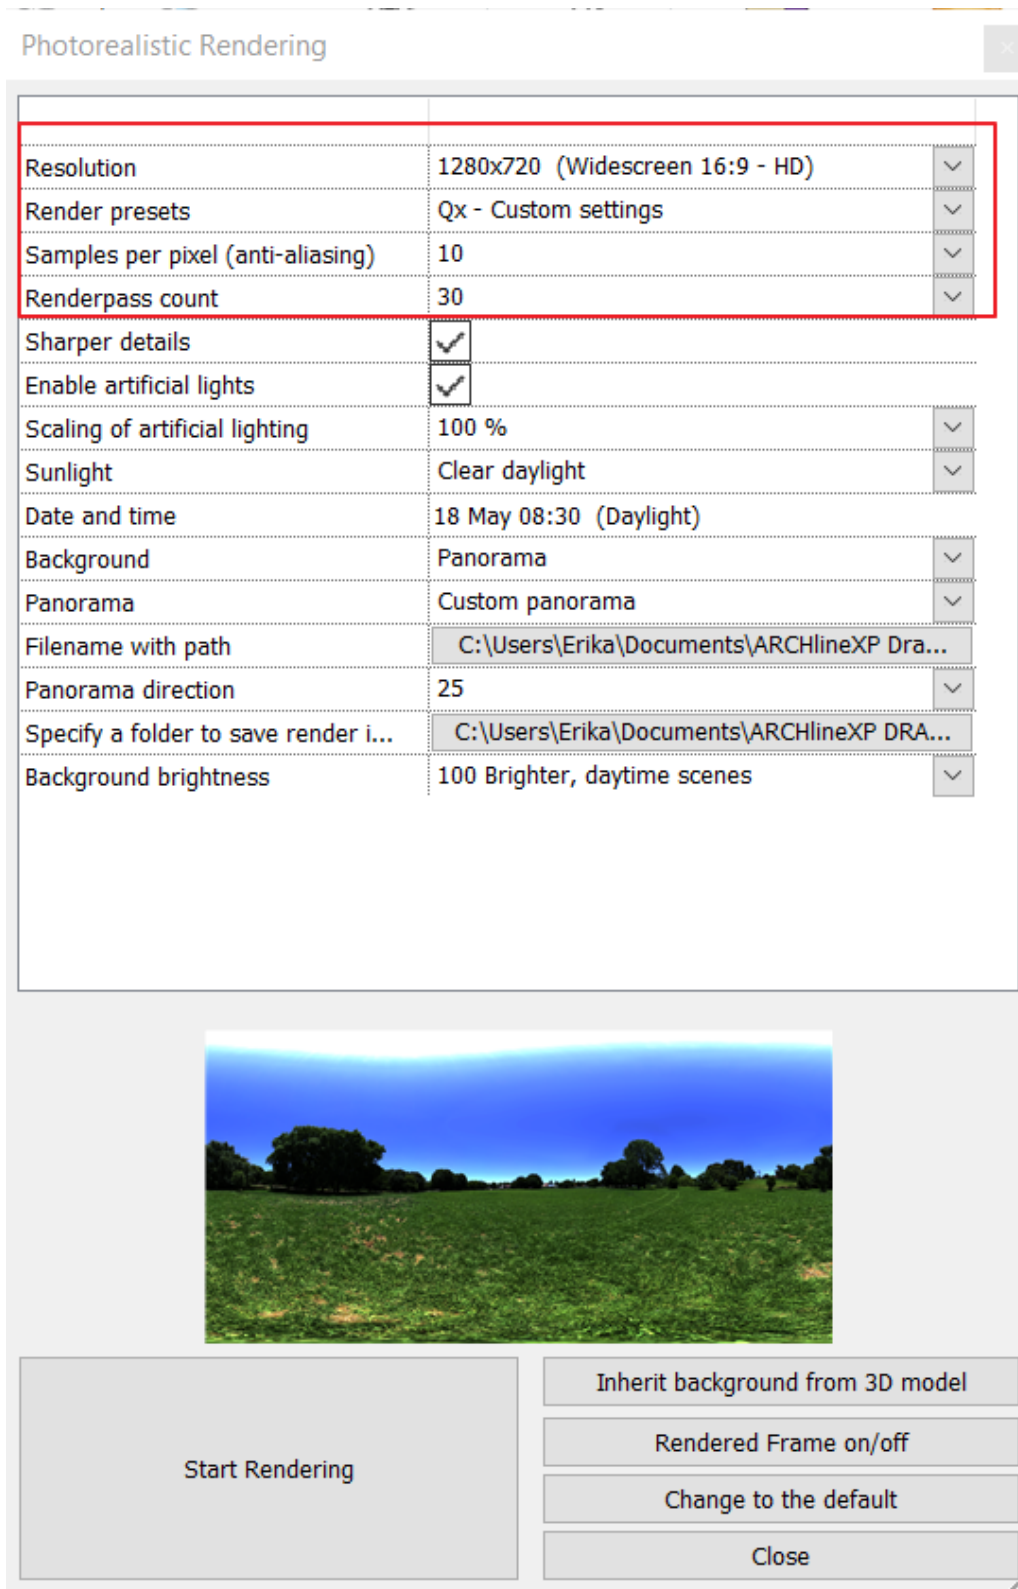 Photorealistic Rendering
Resolution 1280x720 (Widescreen 16:9 - HD)
Render presets Qx - Custom settings
Samples per pixel (anti-aliasing) 10
Renderpass count 30
Sharper details
Enable artificial lights
Scaling of artificial lighting 100 %
Sunlight Clear daylight
Date and time 18 May 08:30 (Daylight)
Background Panorama
Panorama Custom panorama
Filename with path C:\Users\Erika\Documents\ARCHlineXP Dra...
Panorama direction 25
Specify a folder to save render i... C:\Users\Erika\Documents\ARCHlineXP DRA...
Background brightness 100 Brighter, daytime scenes
Start Rendering
Inherit background from 3D model
Rendered Frame on/off
Change to the default
Close